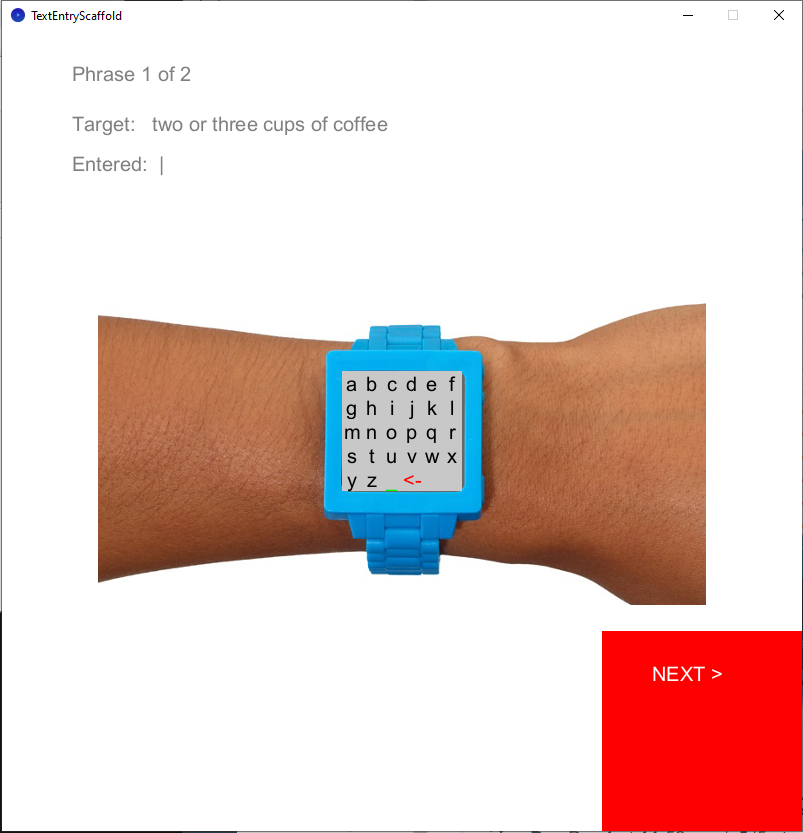 TextEntryScaffold
Phrase 1 of 2
Target: two or three cups of coffee
Entered: |
a b c d e f
g h i j k l
m n o p q r
s t u v w x
y z _ <-
NEXT >